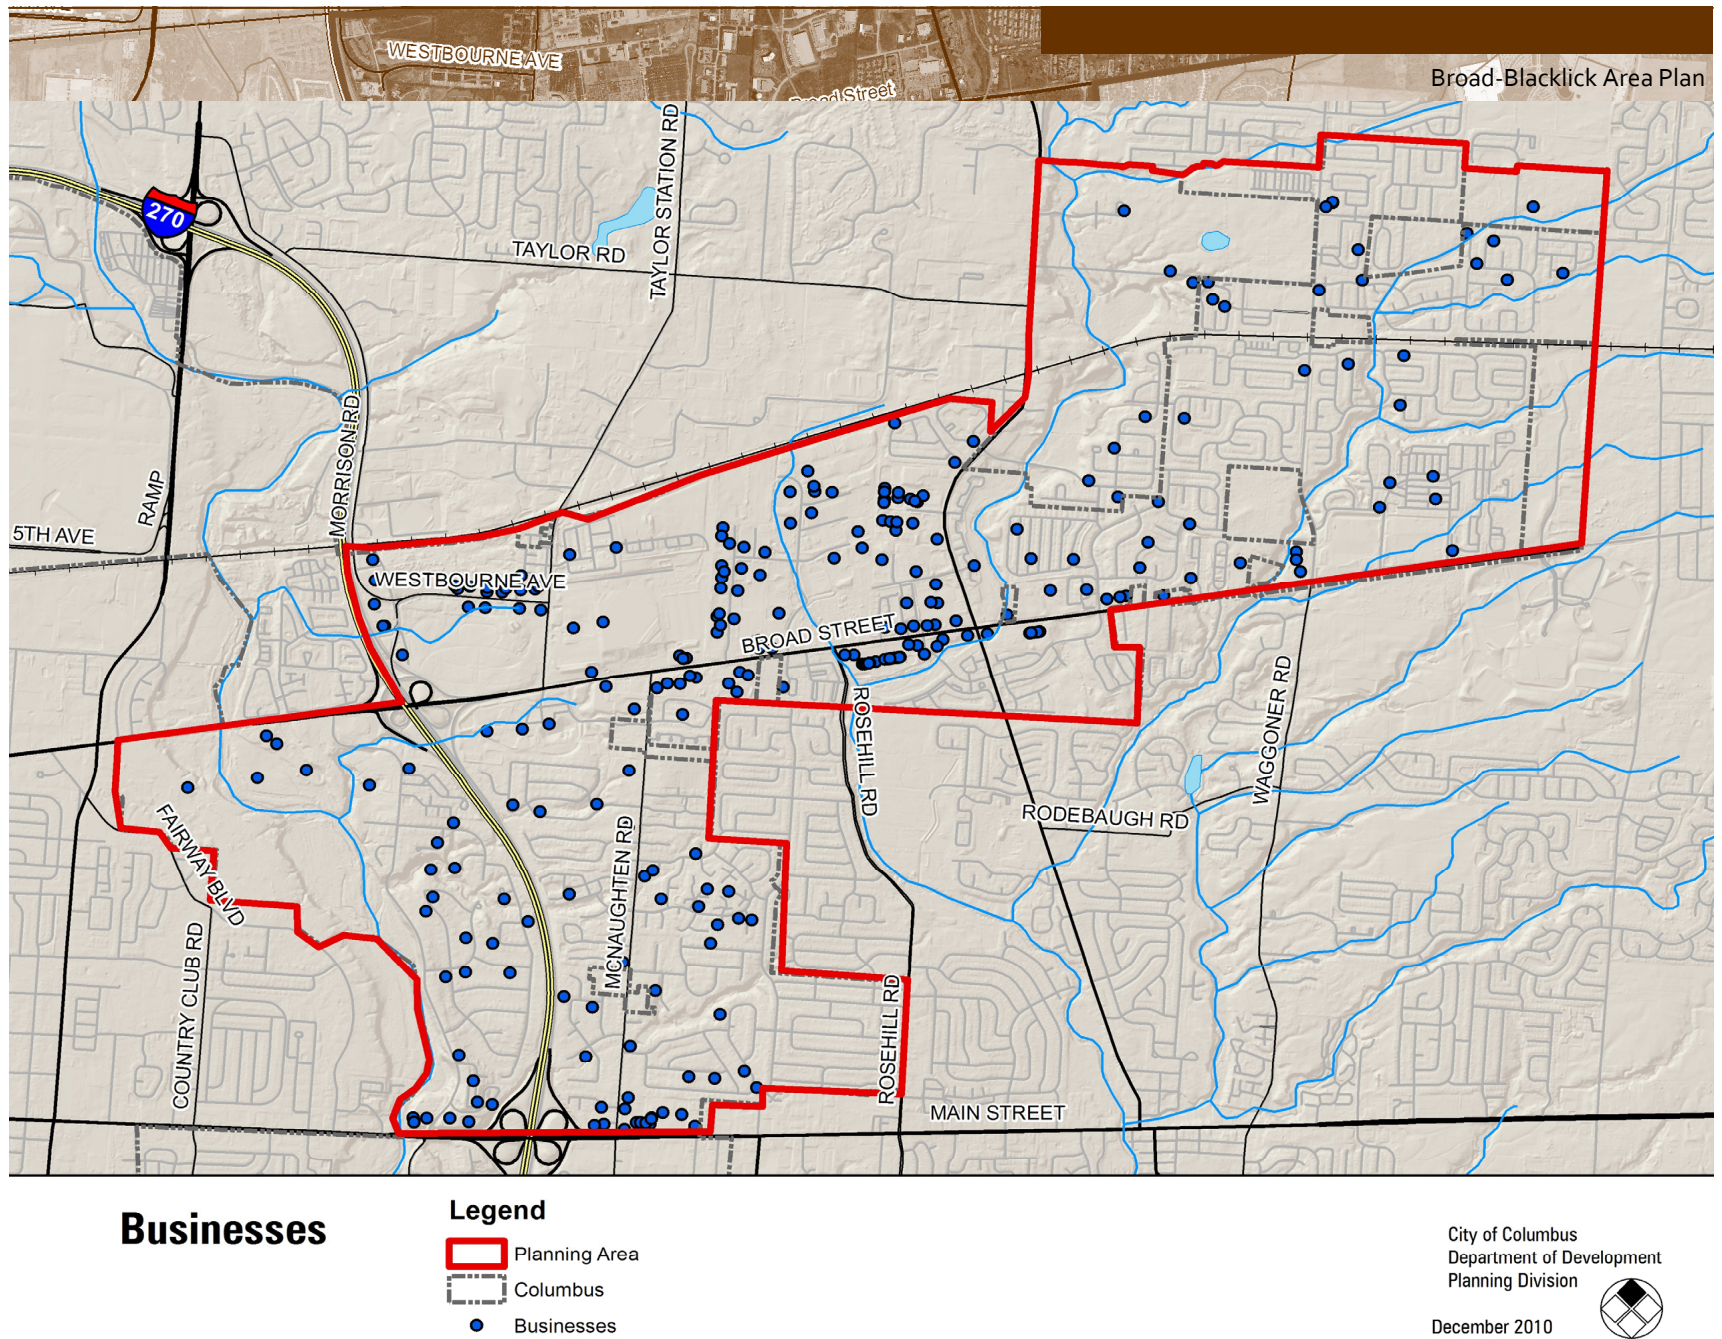 WESTBOURNE AVE
Broad Street
Broad-Blacklick Area Plan
270
TAYLOR RD
TAYLOR STATION RD
MORRISON RD
RAMP
5TH AVE
WESTBOURNE AVE
BROAD STREET
ROSEHILL RD
WAGGONER RD
RODEBAUGH RD
FAIRWAY BLVD
MCNAUGHTEN RD
COUNTRY CLUB RD
ROSEHILL RD
MAIN STREET
Businesses
Legend
Planning Area
Columbus
Businesses
City of Columbus
Department of Development
Planning Division
December 2010